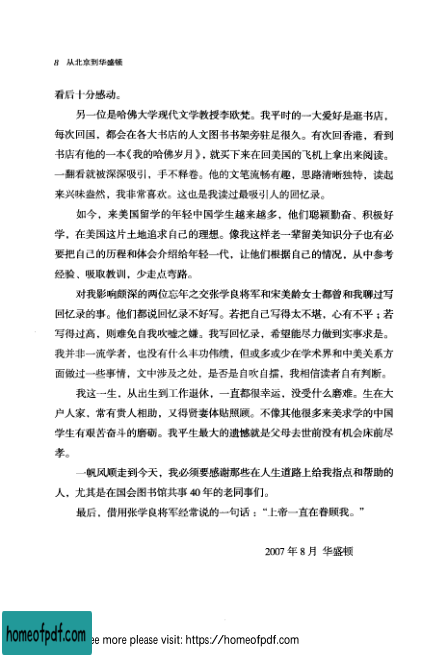 8 从北京到华盛顿
看后十分感动。
另一位是哈佛大学现代文学教授李欧梵。我平时的一大爱好是逛书店，
每次回国，都会在各大书店的人文图书书架旁驻足很久。有次回香港，看到
书店有他的一本《我的哈佛岁月》，就买下来在回美国的飞机上拿出来阅读。
一翻看就被深深吸引，手不释卷。他的文笔流畅有趣，思路清晰独特，读起
来兴味盎然，我非常喜欢。这也是我读过最吸引人的回忆录。
如今，来美国留学的年轻中国学生越来越多，他们聪颖勤奋、积极好
学，在美国这片土地追求自己的理想。像我这样老一辈留美知识分子也有必
要把自己的历程和体会介绍给年轻一代，让他们根据自己的情况，从中参考
经验、吸取教训，少走点弯路。
对我影响颇深的两位忘年之交张学良将军和宋美龄女士都曾和我聊过写
回忆录的事。他们都说回忆录不好写。若把自己写得太不堪，心有不平；若
写得过高，则难免自我吹嘘之嫌。我写回忆录，希望能尽力做到实事求是。
我并非一流学者，也没有什么丰功伟绩，但或多或少在学术界和中美关系方
面做过一些事情，文中涉及之处，是否是自吹自擂，我相信读者自有判断。
我这一生，从出生到工作退休，一直都很幸运，没受什么磨难。生在大
户人家，常有贵人相助，又得贤妻体贴照顾。不像其他很多来美求学的中国
学生有艰苦奋斗的磨砺。我平生最大的遗憾就是父母去世前没有机会床前尽
孝。
一帆风顺走到今天，我必须要感谢那些在人生道路上给我指点和帮助的
人，尤其是在国会图书馆共事 40 年的老同事们。
最后，借用张学良将军经常说的一句话：“上帝一直在眷顾我。”
2007 年 8 月 华盛顿
homeofpdf.com
ee more please visit: https://homeofpdf.com